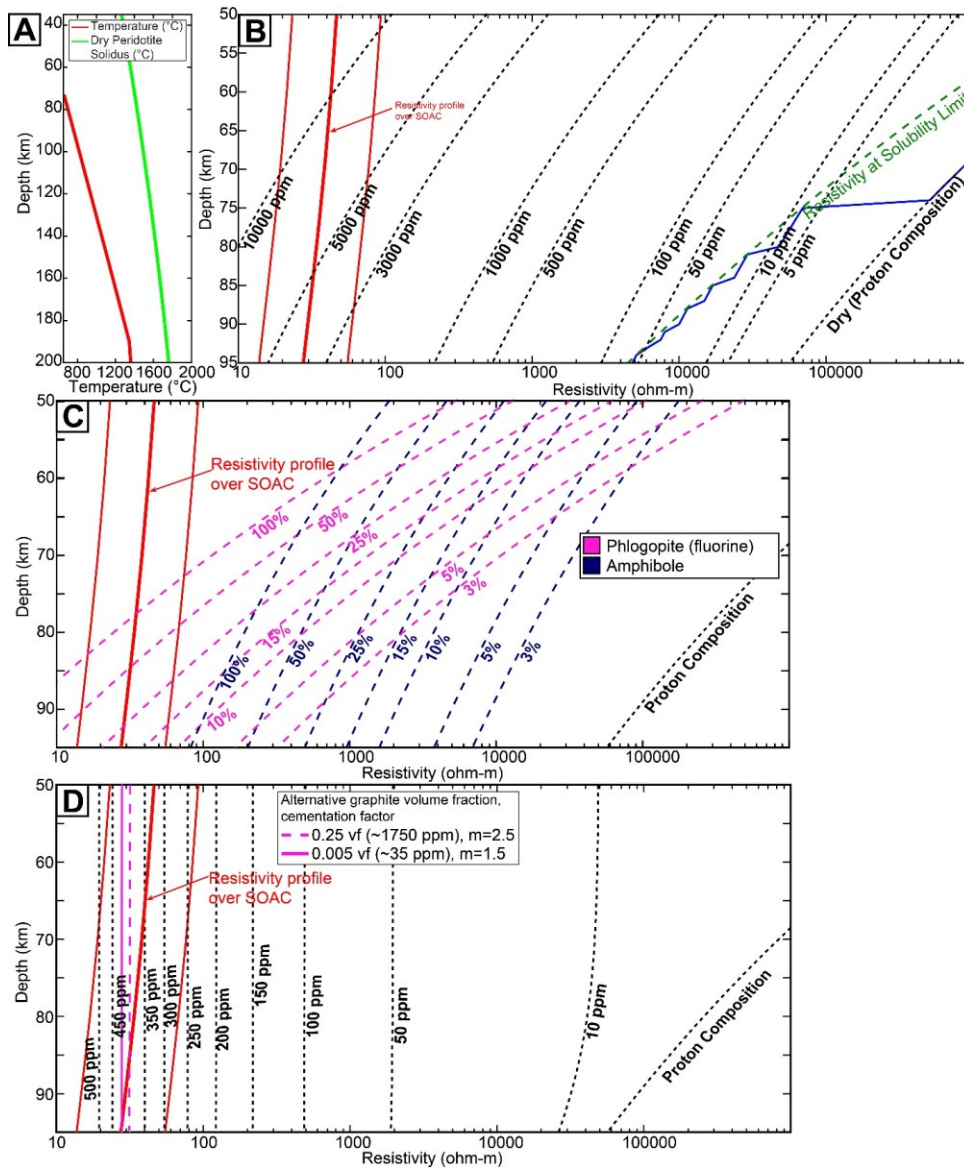 A
Temperature (°C)
Dry Peridotite
Solidus (°C)
40
60
80
100
120
140
160
180
200
Depth (km)
800 1200 1600 2000
Temperature (°C)
B
50
55
60
65
70
75
80
85
90
95
Depth (km)
Resistivity profile
over SOAC
10000 ppm
5000 ppm
3000 ppm
1000 ppm
500 ppm
100 ppm
50 ppm
10 ppm
5 ppm
Resistivity at Solubility Limit
Dry (Proton Composition)
10 100 1000 10000 100000
Resistivity (ohm-m)
C
50
60
70
80
90
Depth (km)
Resistivity profile
over SOAC
100%
50%
25%
15%
10%
5%
3%
100%
50%
25%
15%
10%
5%
3%
Phlogopite (fluorine)
Amphibole
Proton Composition
10 100 1000 10000 100000
Resistivity (ohm-m)
D
50
60
70
80
90
Depth (km)
Alternative graphite volume fraction,
cementation factor
0.25 vf (~1750 ppm), m=2.5
0.005 vf (~35 ppm), m=1.5
Resistivity profile
over SOAC
500 ppm
450 ppm
350 ppm
300 ppm
250 ppm
200 ppm
150 ppm
100 ppm
50 ppm
10 ppm
Proton Composition
10 100 1000 10000 100000
Resistivity (ohm-m)